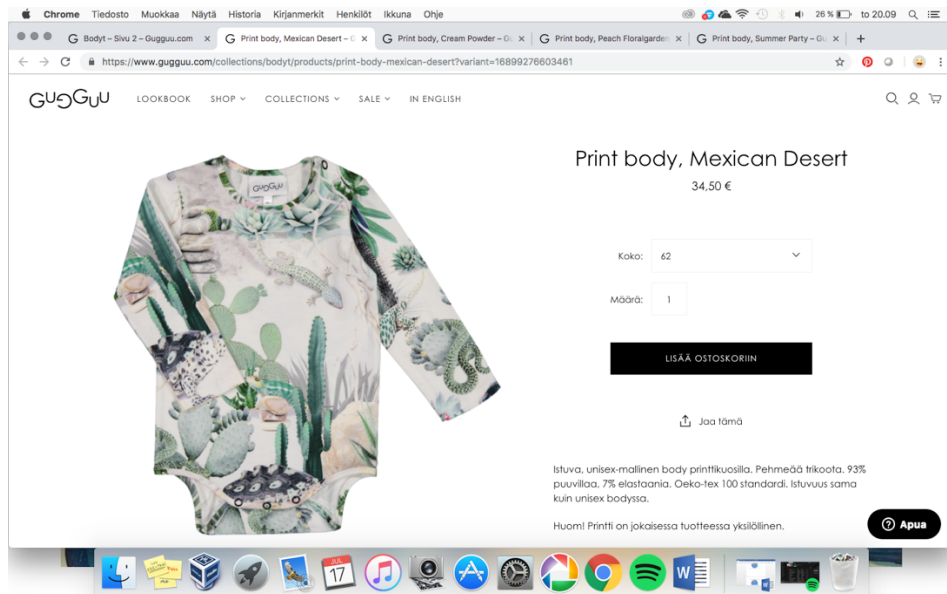 Chrome Tiedosto Muokkaa Näytä Historia Kirjanmerkit Henkilöt Ikkuna Ohje 26 % to 20.09
Bodyt – Sivu 2 – Gugguu.com Print body, Mexican Desert – G Print body, Cream Powder – Gu Print body, Peach Floralgarden Print body, Summer Party – Gu
https://www.gugguu.com/collections/bodyt/products/print-body-mexican-desert?variant=16899276603461
GUGGUU LOOKBOOK SHOP COLLECTIONS SALE IN ENGLISH
GUGGUU
Print body, Mexican Desert
34,50 €
Koko: 62
Määrä: 1
LISÄÄ OSTOSKORIIN
Jaa tämä
Istuva, unisex-mallinen body printtikuosilla. Pehmeää trikoota. 93%
puuvillaa, 7% elastaania. Oeko-tex 100 standardi. Istuvuus sama
kuin unisex bodyssa.
Huom! Printti on jokaisessa tuotteessa yksilöllinen.
Apua
JUL
17
W